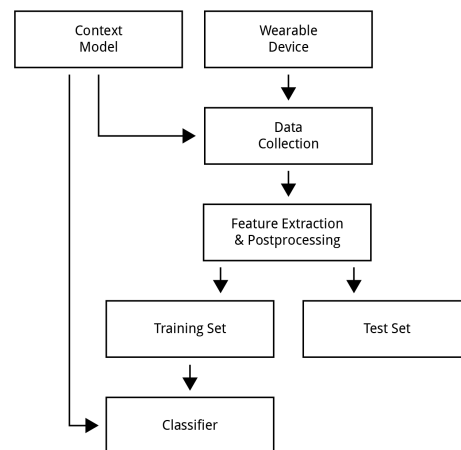 Context
Model
Wearable
Device
Data
Collection
Feature Extraction
& Postprocessing
Training Set
Test Set
Classifier